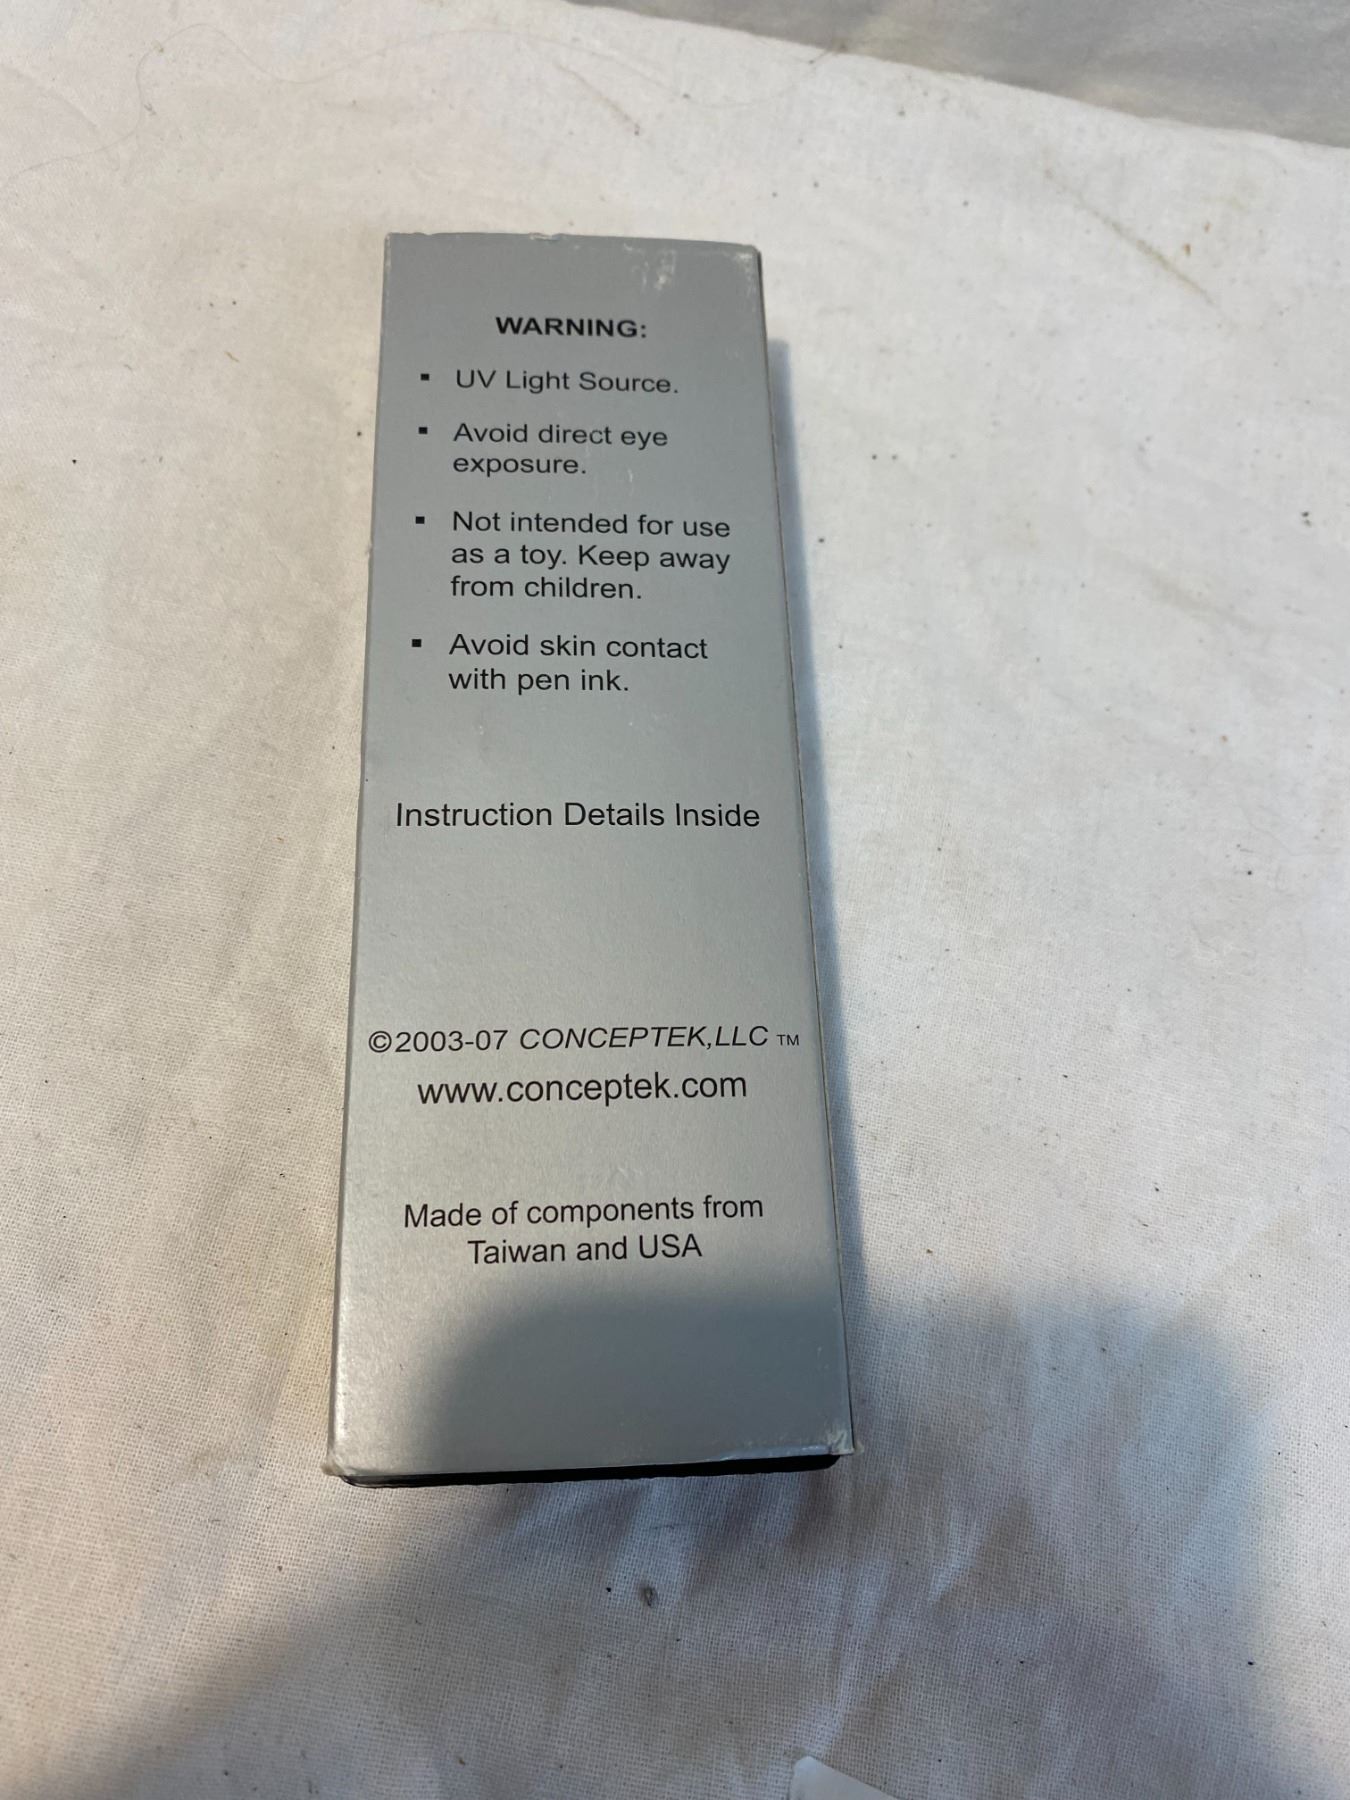 WARNING:
▪ UV Light Source.
▪ Avoid direct eye
exposure.
▪ Not intended for use
as a toy. Keep away
from children.
▪ Avoid skin contact
with pen ink.
Instruction Details Inside
©2003-07 CONCEPTEK,LLC ™
www.conceptek.com
Made of components from
Taiwan and USA